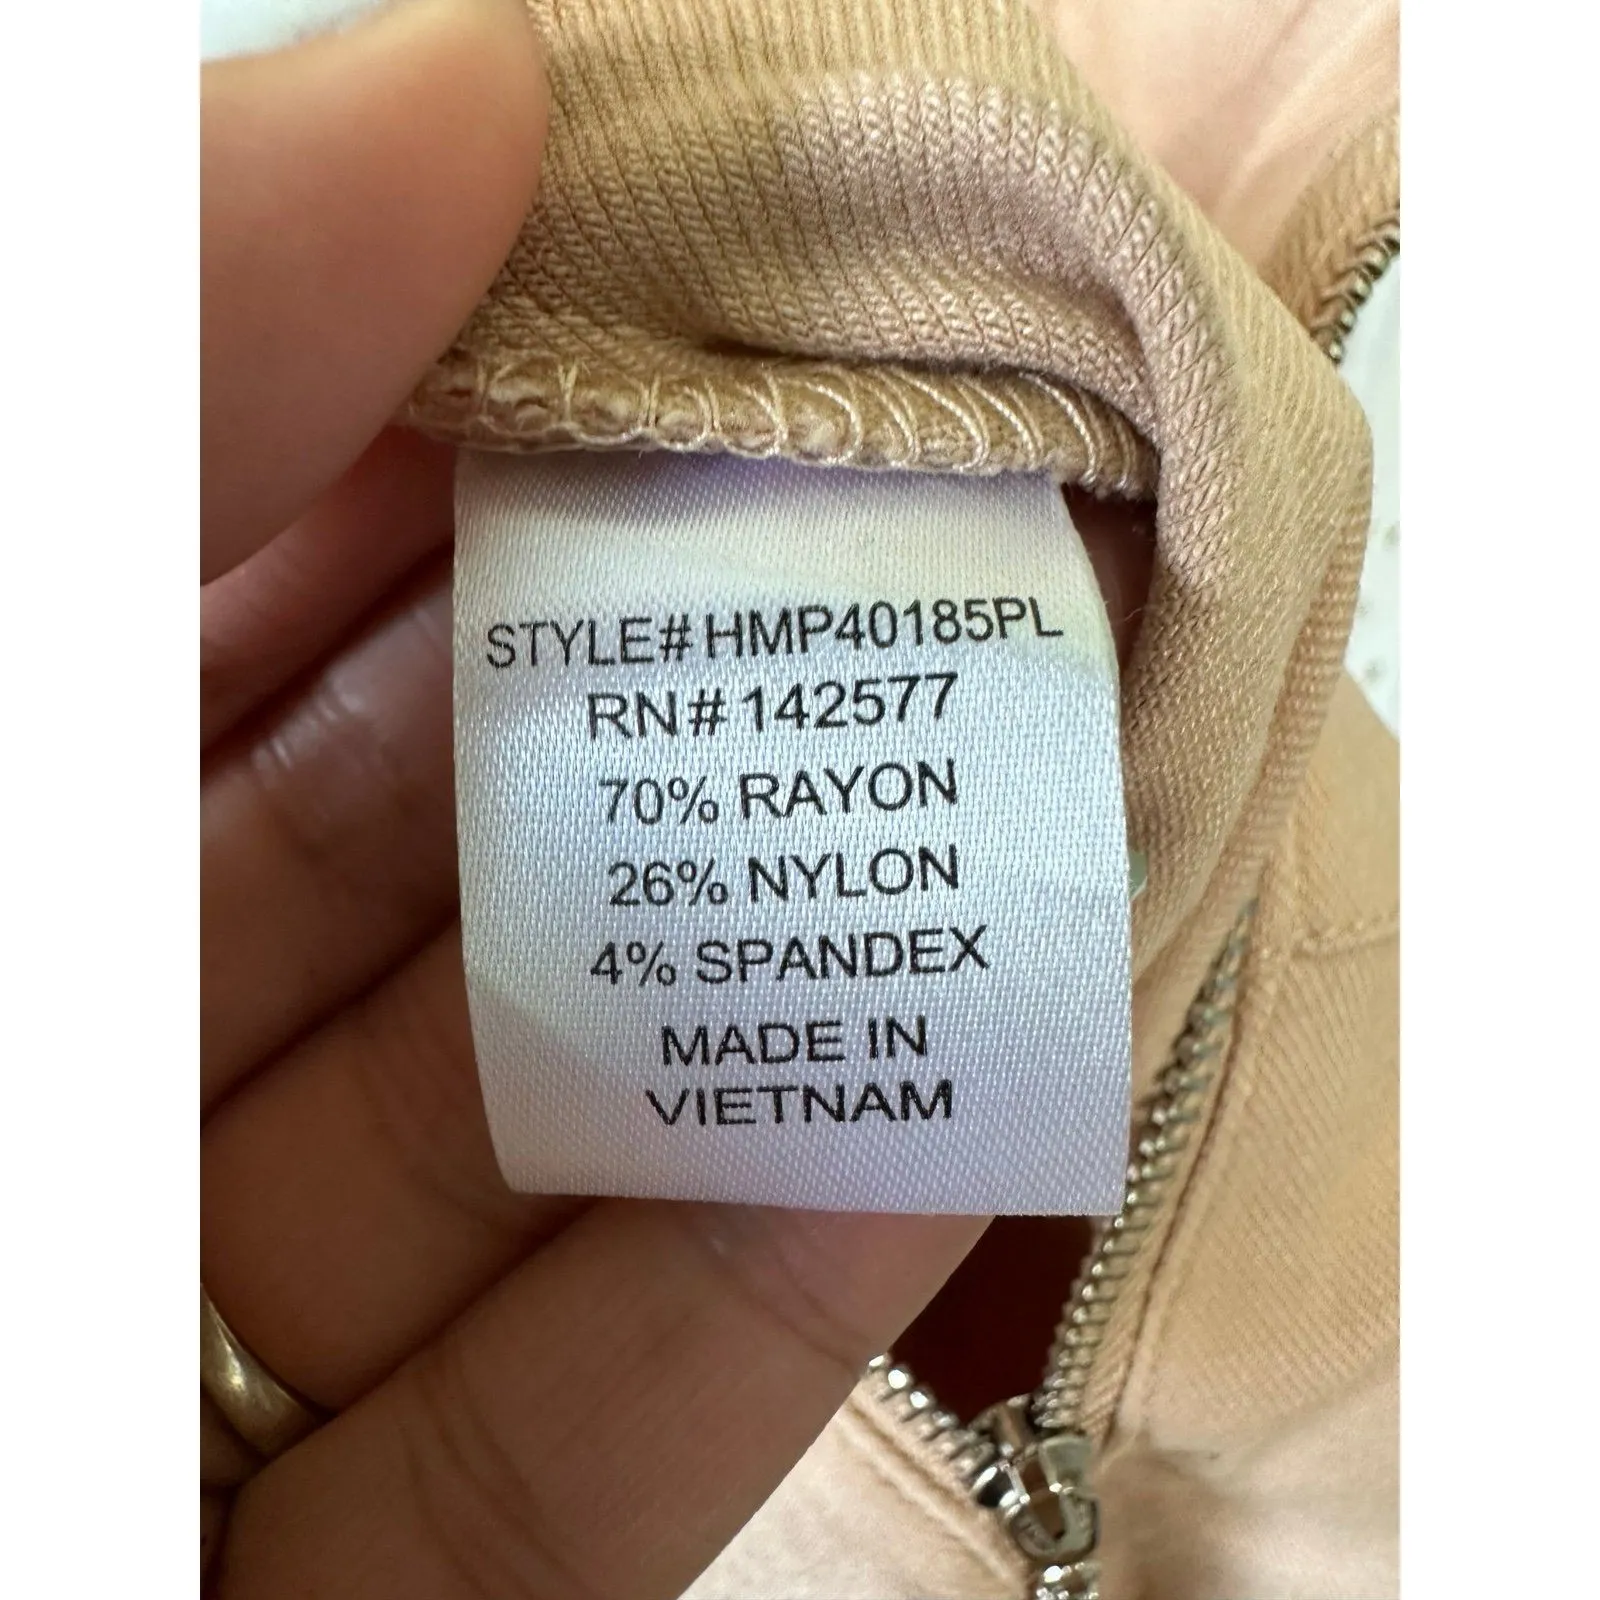 STYLE# HMP40185PL
RN# 142577
70% RAYON
26% NYLON
4% SPANDEX
MADE IN
VIETNAM